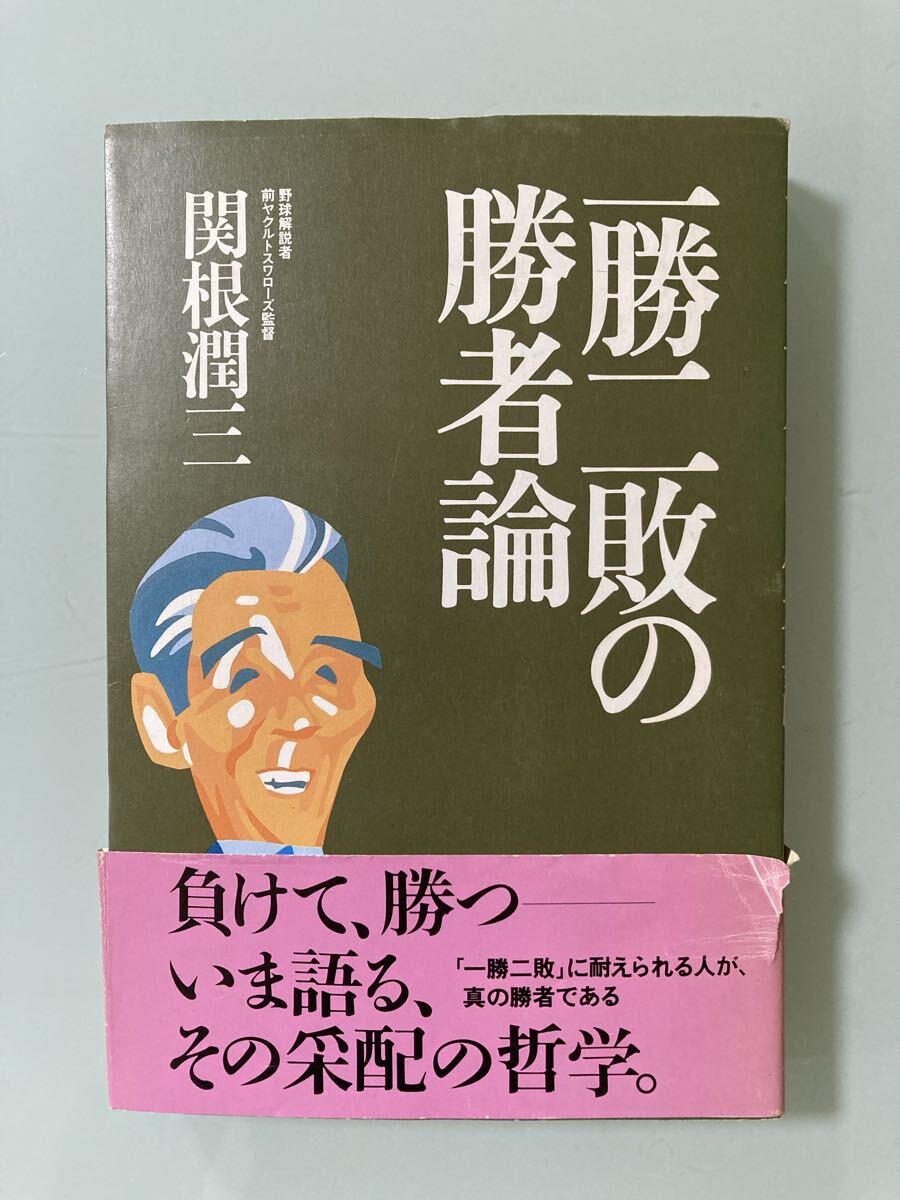 一勝二敗の
勝者論
野球解説者
前ヤクルトスワローズ監督
関根潤三
負けて、勝つ――
いま語る、
その采配の哲学。
「一勝二敗」に耐えられる人が、
真の勝者である